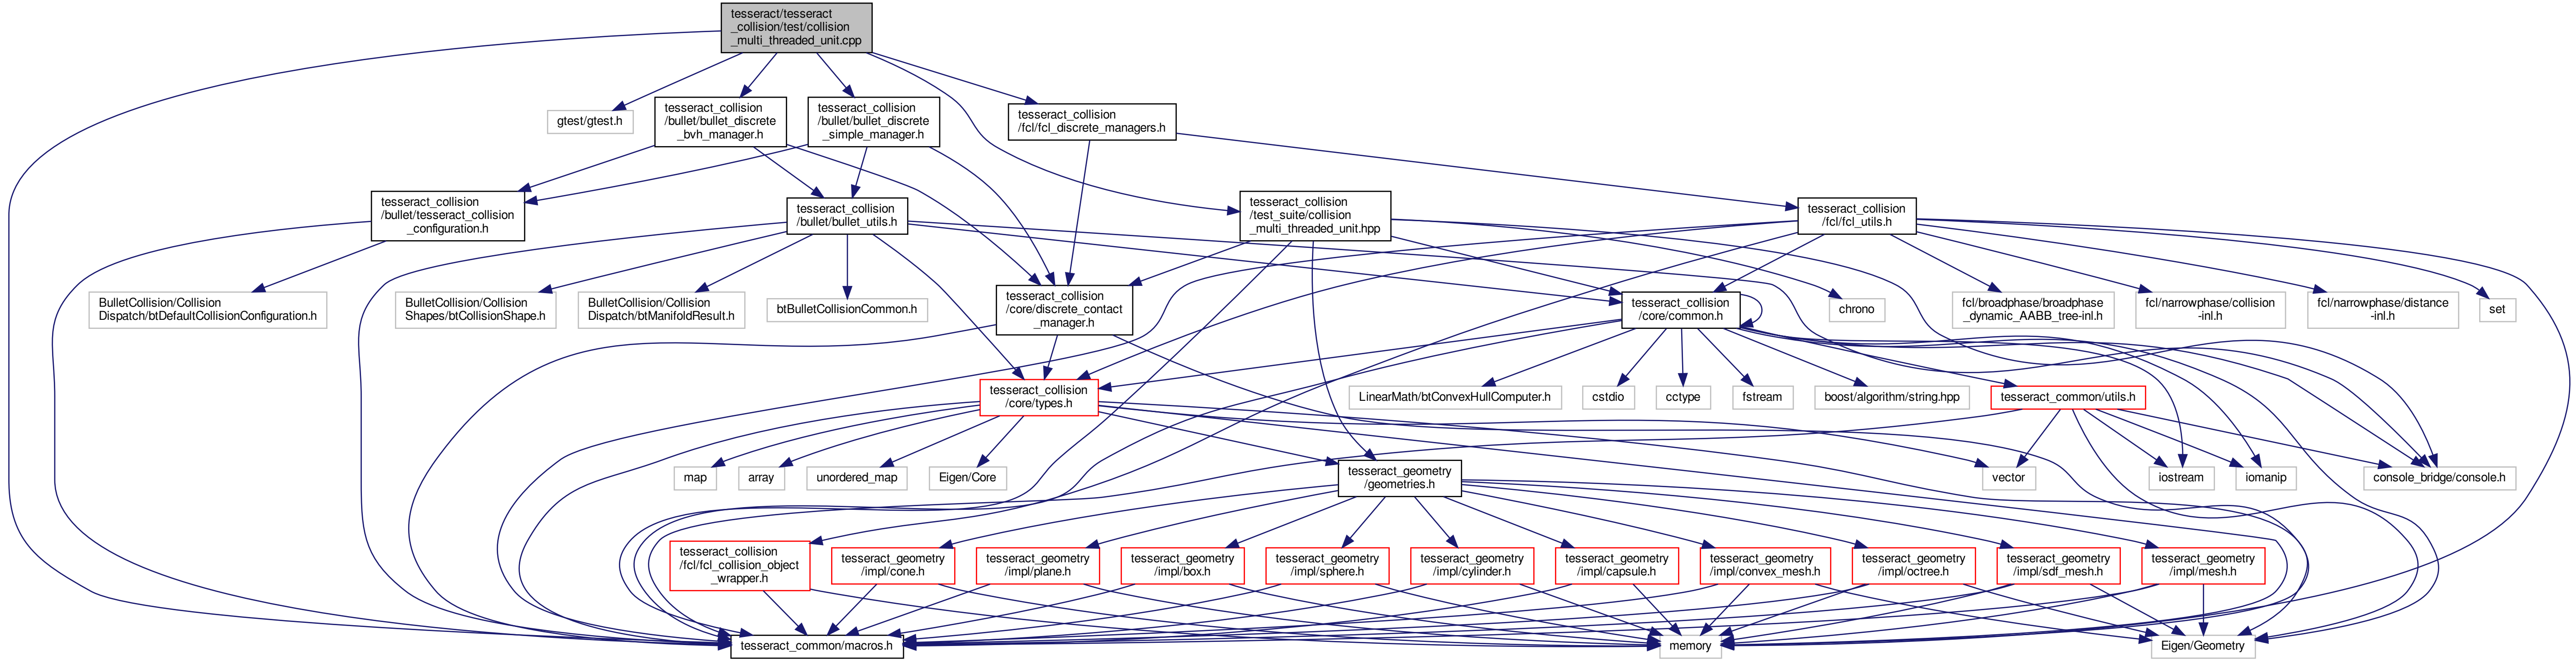 tesseract/tesseract
_collision/test/collision
_multi_threaded_unit.cpp
gtest/gtest.h
tesseract_collision
/bullet/bullet_discrete
_bvh_manager.h
tesseract_collision
/bullet/bullet_discrete
_simple_manager.h
tesseract_collision
/fcl/fcl_discrete_managers.h
tesseract_collision
/bullet/tesseract_collision
_configuration.h
tesseract_collision
/bullet/bullet_utils.h
tesseract_collision
/test_suite/collision
_multi_threaded_unit.hpp
tesseract_collision
/fcl/fcl_utils.h
BulletCollision/Collision
Dispatch/btDefaultCollisionConfiguration.h
BulletCollision/Collision
Shapes/btCollisionShape.h
BulletCollision/Collision
Dispatch/btManifoldResult.h
btBulletCollisionCommon.h
tesseract_collision
/core/discrete_contact
_manager.h
tesseract_collision
/core/common.h
chrono
fcl/broadphase/broadphase
_dynamic_AABB_tree-inl.h
fcl/narrowphase/collision
-inl.h
fcl/narrowphase/distance
-inl.h
set
tesseract_collision
/core/types.h
LinearMath/btConvexHullComputer.h
cstdio
cctype
fstream
boost/algorithm/string.hpp
tesseract_common/utils.h
map
array
unordered_map
Eigen/Core
tesseract_geometry
/geometries.h
vector
iostream
iomanip
console_bridge/console.h
tesseract_collision
/fcl/fcl_collision_object
_wrapper.h
tesseract_geometry
/impl/cone.h
tesseract_geometry
/impl/plane.h
tesseract_geometry
/impl/box.h
tesseract_geometry
/impl/sphere.h
tesseract_geometry
/impl/cylinder.h
tesseract_geometry
/impl/capsule.h
tesseract_geometry
/impl/convex_mesh.h
tesseract_geometry
/impl/octree.h
tesseract_geometry
/impl/sdf_mesh.h
tesseract_geometry
/impl/mesh.h
tesseract_common/macros.h
memory
Eigen/Geometry